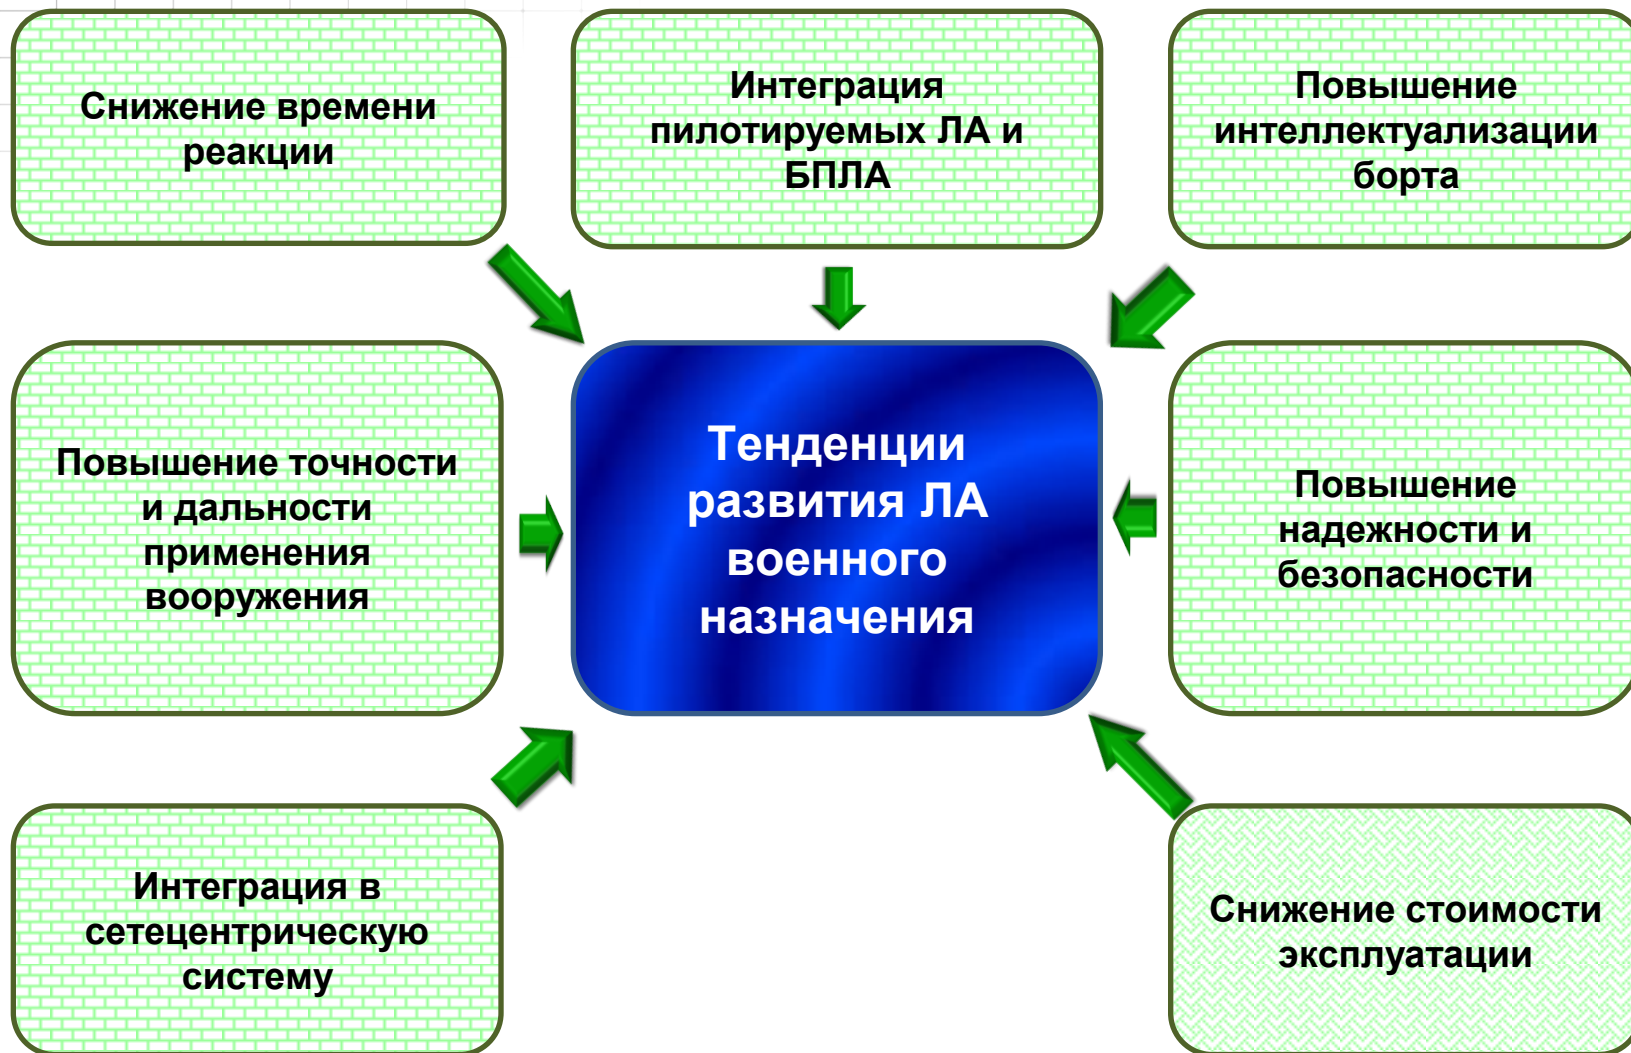 Снижение времени
реакции
Интеграция
пилотируемых ЛА и
БПЛА
Повышение
интеллектуализации
борта
Повышение точности
и дальности
применения
вооружения
Тенденции
развития ЛА
военного
назначения
Повышение
надежности и
безопасности
Интеграция в
сетецентрическую
систему
Снижение стоимости
эксплуатации